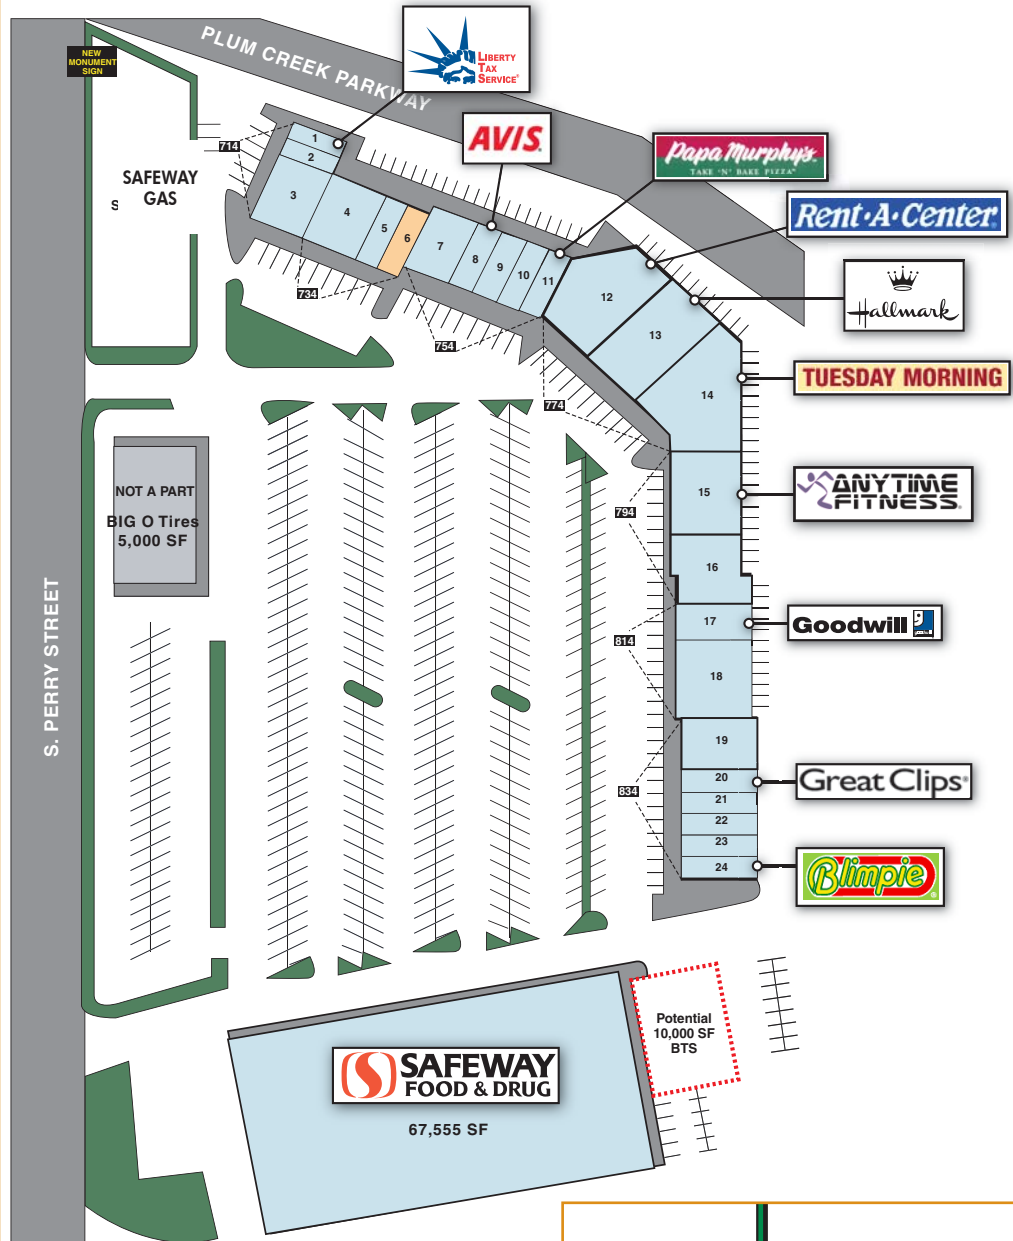 PLUM CREEK PARKWAY
NEW
MONUMENT
SIGN
LIBERTY
TAX
SERVICE
AVIS
Papa Murphy's
TAKE 'N' BAKE PIZZA
Rent-A-Center
Hallmark
TUESDAY MORNING
ANYTIME
FITNESS
Goodwill
Great Clips
Blimpie
SAFEWAY
GAS
S
714
734
754
774
794
814
834
1
2
3
4
5
6
7
8
9
10
11
12
13
14
15
16
17
18
19
20
21
22
23
24
NOT A PART
BIG O Tires
5,000 SF
S. PERRY STREET
Potential
10,000 SF
BTS
SAFEWAY
FOOD & DRUG
67,555 SF